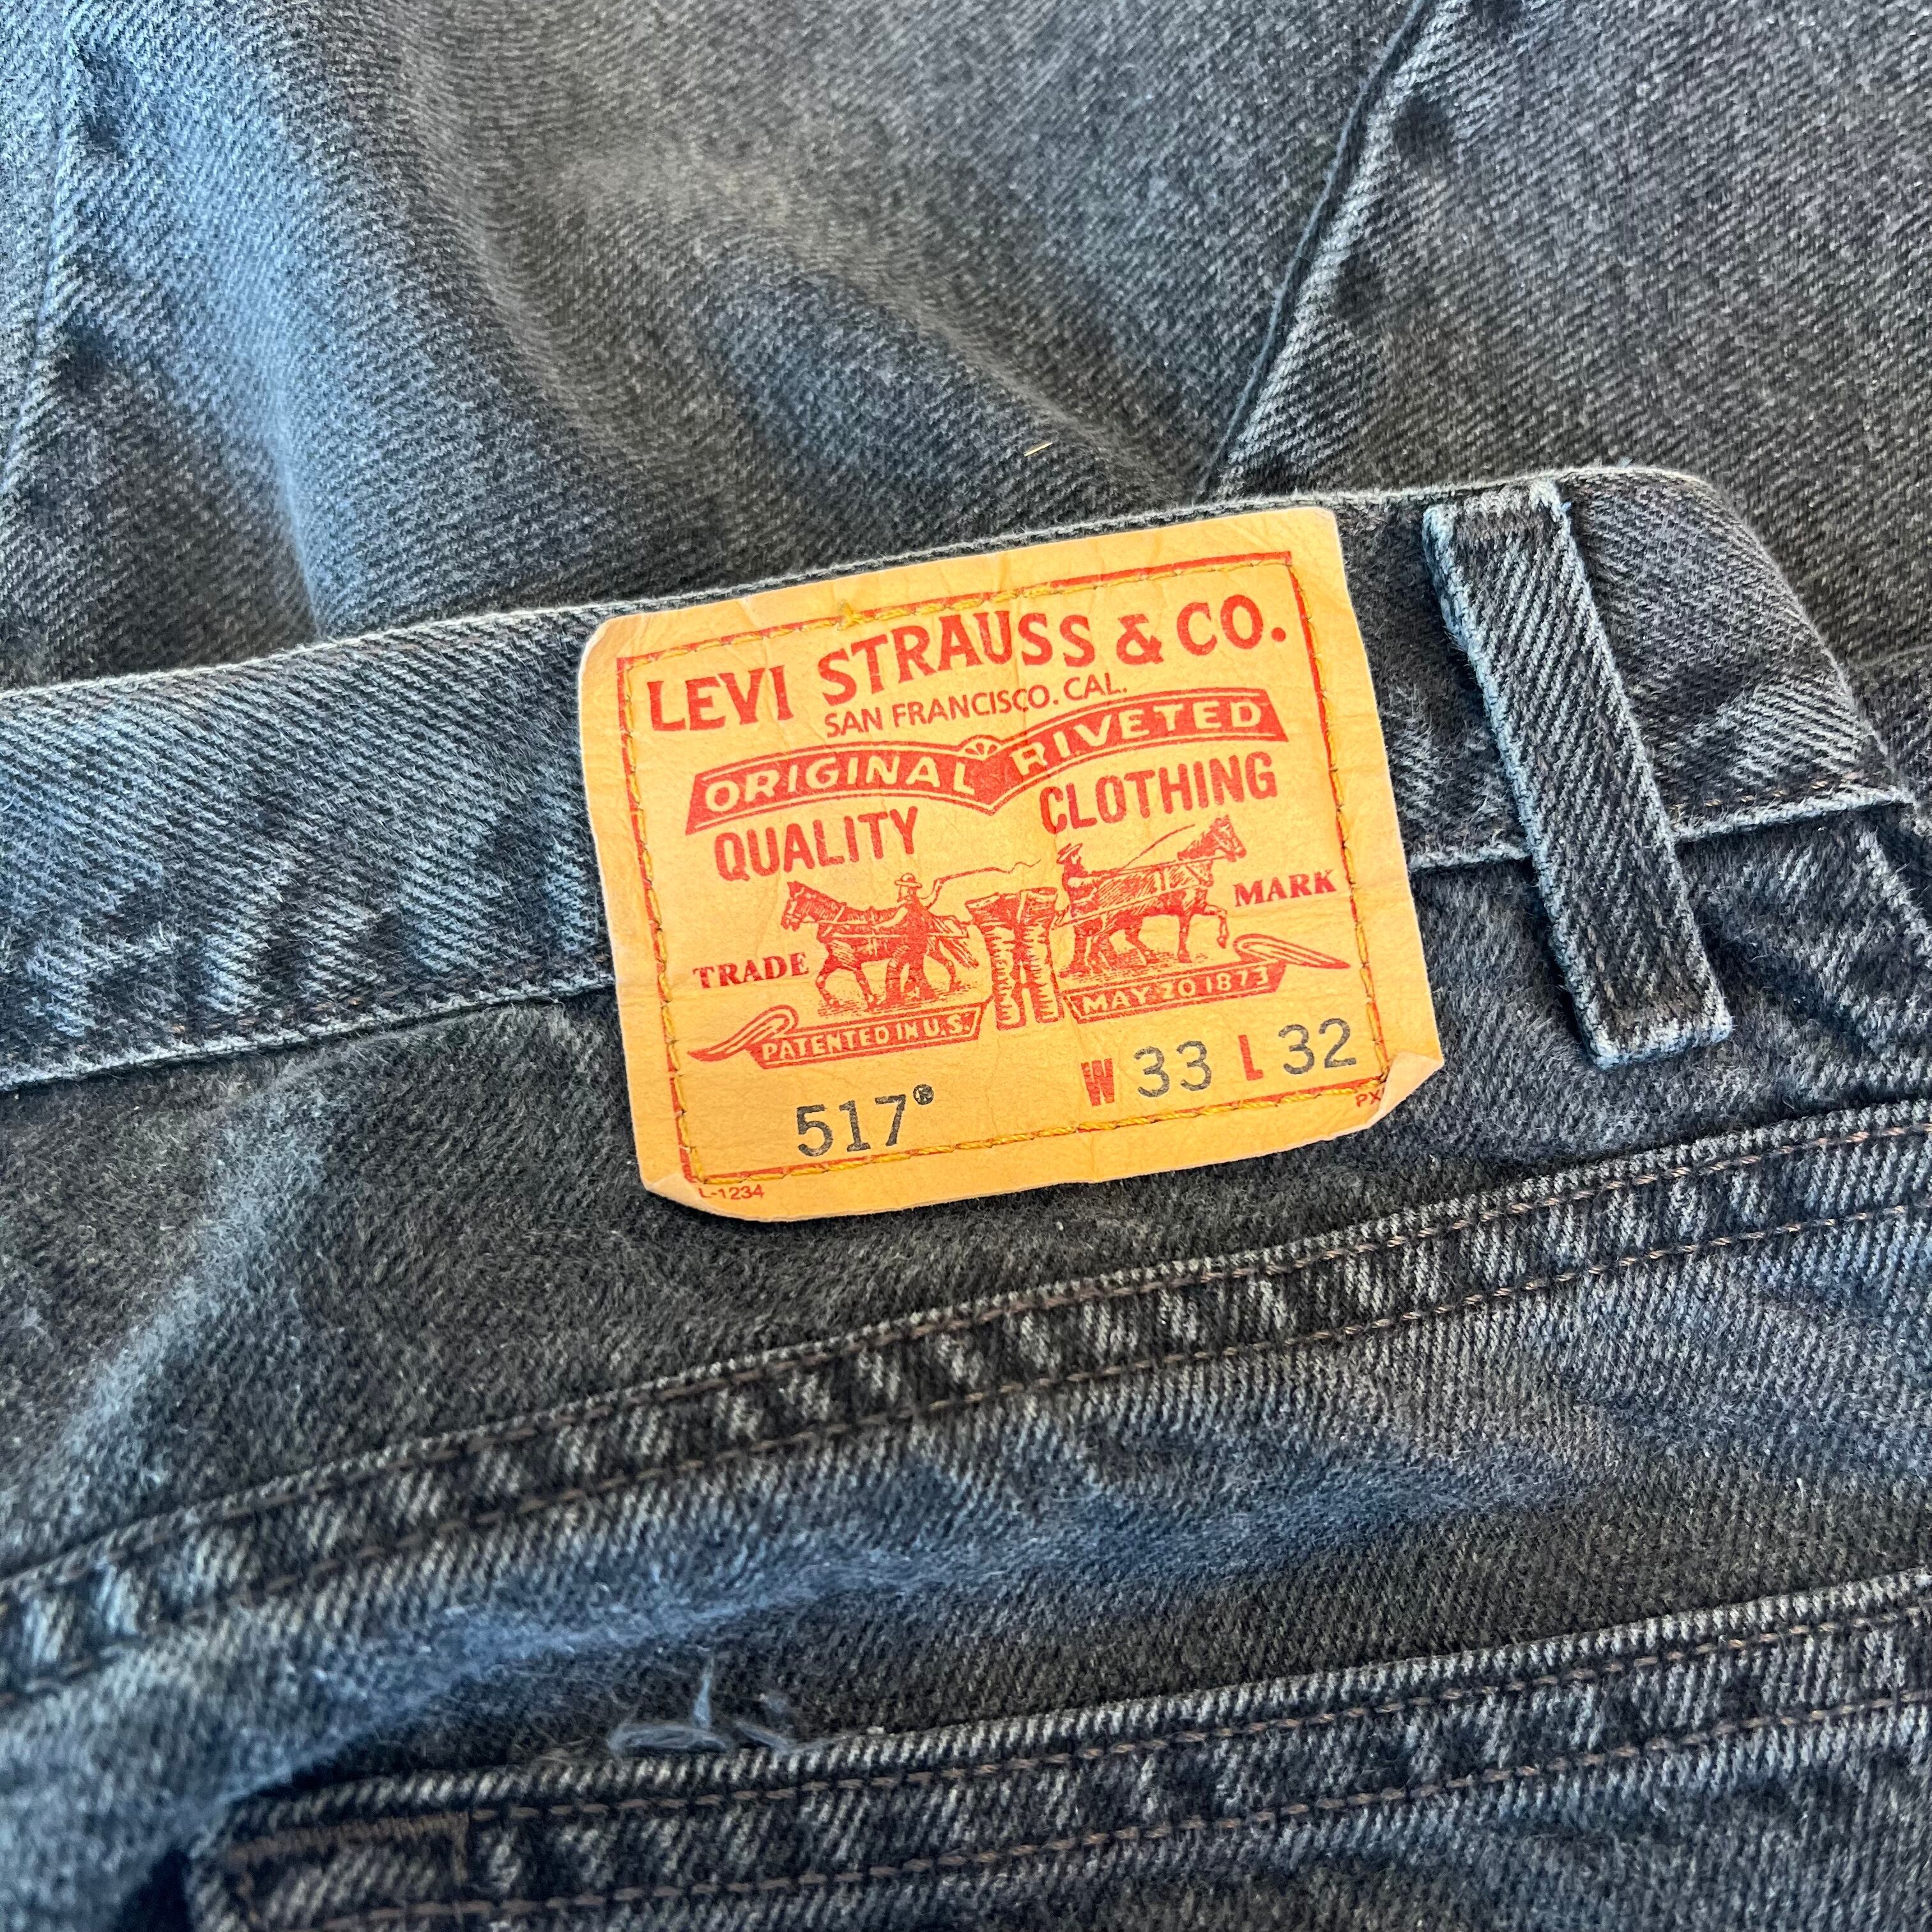 LEVI STRAUSS & CO.
SAN FRANCISCO. CAL.
ORIGINAL RIVETED
QUALITY CLOTHING
TRADE MARK
PATENTED IN U.S. MAY 20 1873
517® W 33 L 32
L-1234 PX